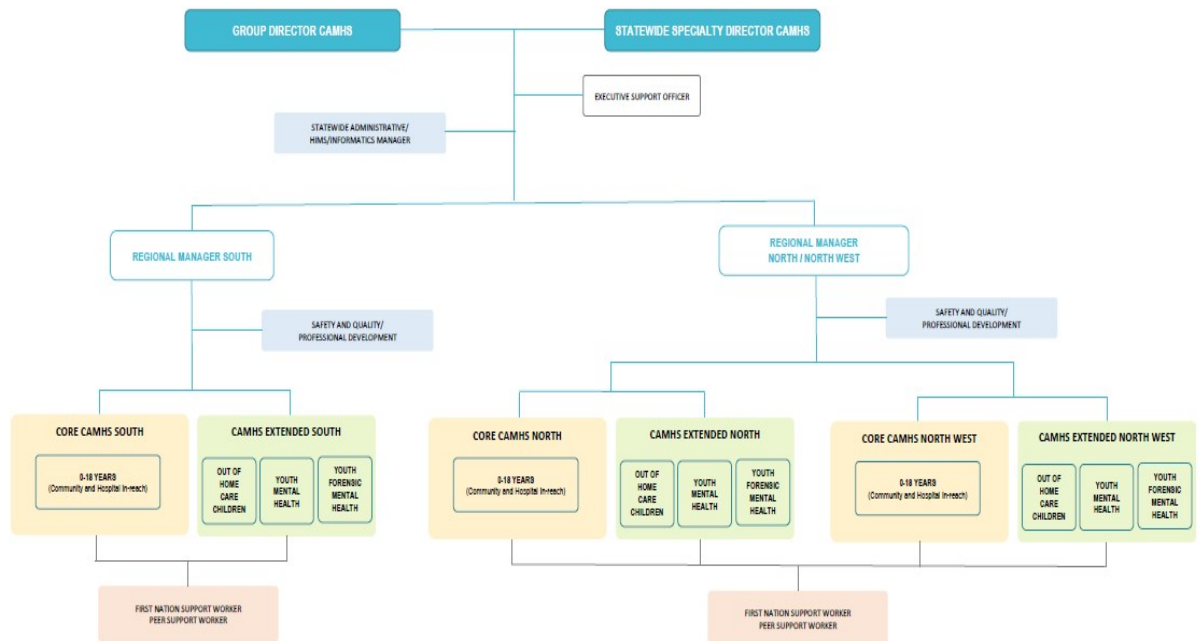 GROUP DIRECTOR CAMHS
STATEWIDE SPECIALTY DIRECTOR CAMHS
EXECUTIVE SUPPORT OFFICER
STATEWIDE ADMINISTRATIVE/
HIMS/INFORMATICS MANAGER
REGIONAL MANAGER SOUTH
REGIONAL MANAGER
NORTH / NORTH WEST
SAFETY AND QUALITY/
PROFESSIONAL DEVELOPMENT
SAFETY AND QUALITY/
PROFESSIONAL DEVELOPMENT
CORE CAMHS SOUTH
0-18 YEARS
(Community and Hospital In-reach)
CAMHS EXTENDED SOUTH
OUT OF
HOME
CARE
CHILDREN
YOUTH
MENTAL
HEALTH
YOUTH
FORENSIC
MENTAL
HEALTH
CORE CAMHS NORTH
0-18 YEARS
(Community and Hospital In-reach)
CAMHS EXTENDED NORTH
OUT OF
HOME
CARE
CHILDREN
YOUTH
MENTAL
HEALTH
YOUTH
FORENSIC
MENTAL
HEALTH
CORE CAMHS NORTH WEST
0-18 YEARS
(Community and Hospital In-reach)
CAMHS EXTENDED NORTH WEST
OUT OF
HOME
CARE
CHILDREN
YOUTH
MENTAL
HEALTH
YOUTH
FORENSIC
MENTAL
HEALTH
FIRST NATION SUPPORT WORKER
PEER SUPPORT WORKER
FIRST NATION SUPPORT WORKER
PEER SUPPORT WORKER